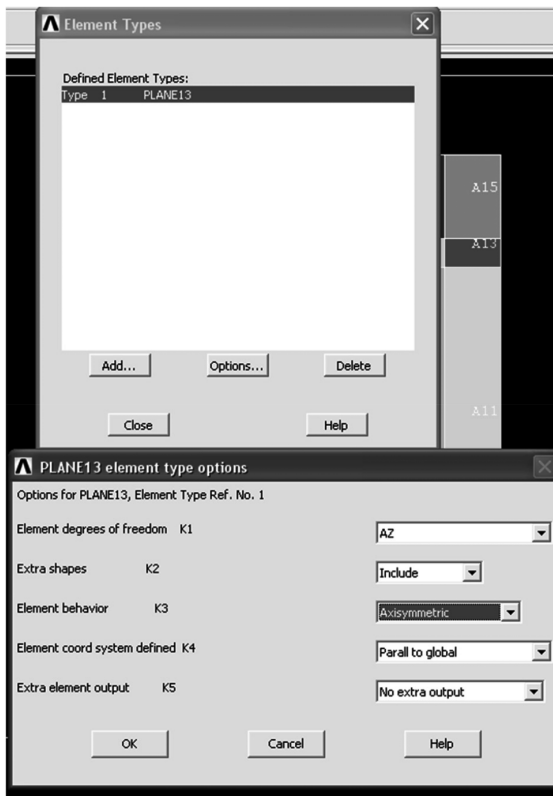 Element Types
Defined Element Types:
Type 1 PLANE13
A15
A13
Add... Options... Delete
A11
Close Help
PLANE13 element type options
Options for PLANE13, Element Type Ref. No. 1
Element degrees of freedom K1 AZ
Extra shapes K2 Include
Element behavior K3 Axisymmetric
Element coord system defined K4 Parall to global
Extra element output K5 No extra output
OK Cancel Help